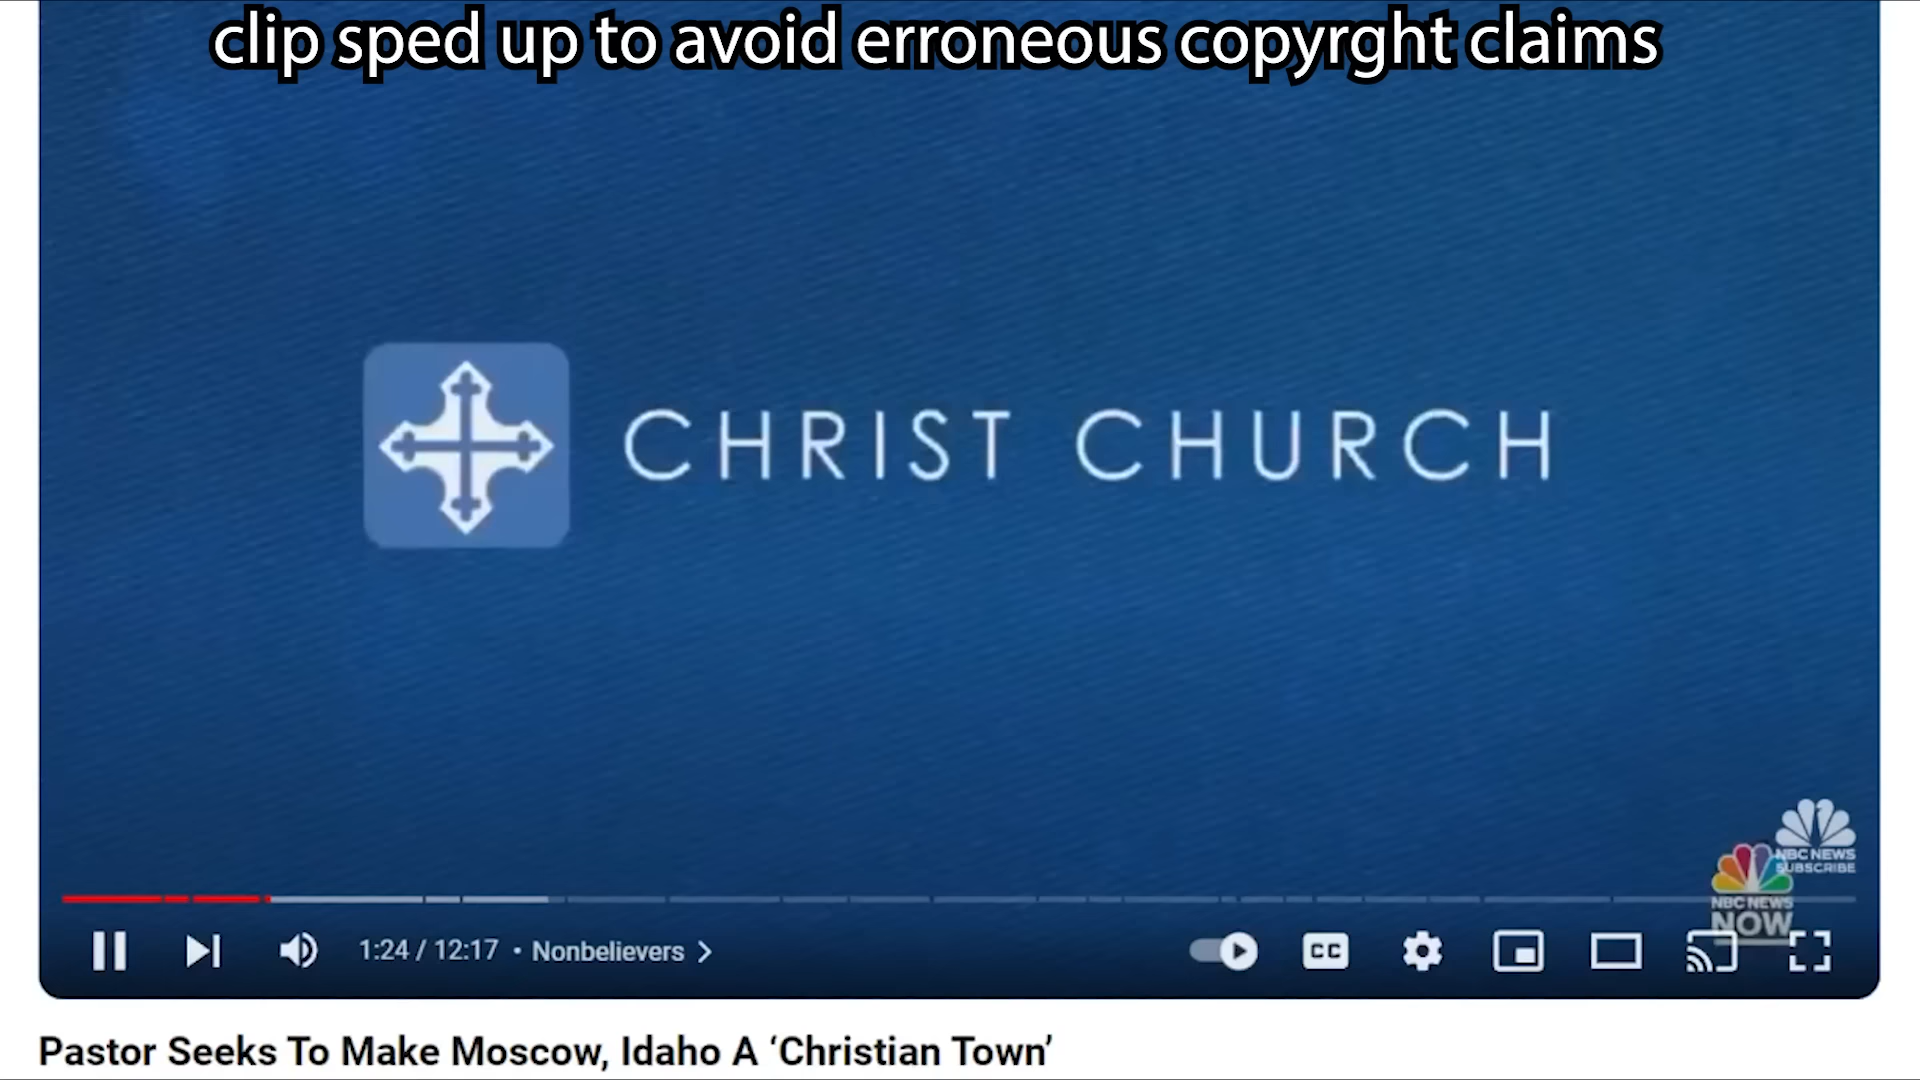 clip sped up to avoid erroneous copyrght claims
CHRIST CHURCH
NBC NEWS
SUBSCRIBE
NBC NEWS
NOW
1:24 / 12:17 • Nonbelievers >
CC
Pastor Seeks To Make Moscow, Idaho A ‘Christian Town’